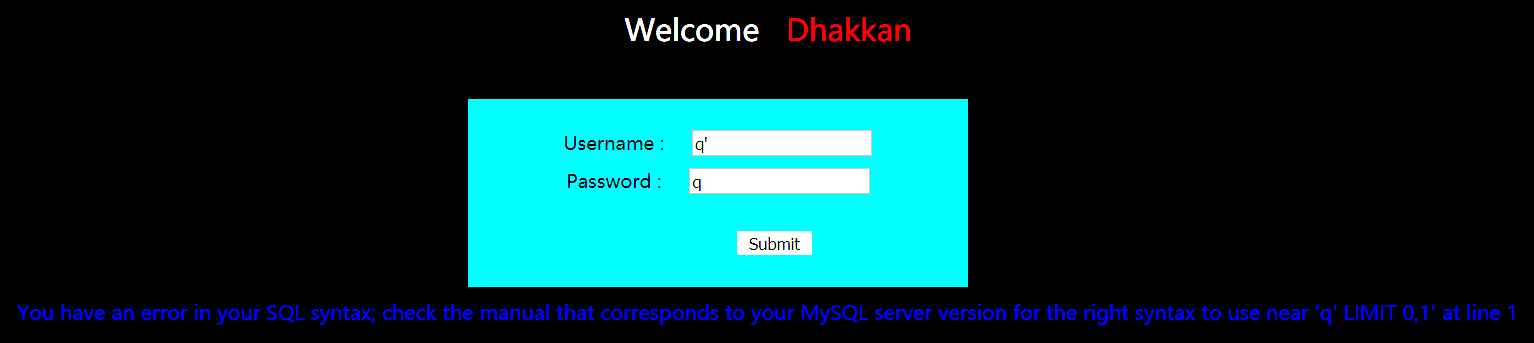 Welcome Dhakkan
Username : q'
Password : q
Submit
You have an error in your SQL syntax; check the manual that corresponds to your MySQL server version for the right syntax to use near 'q' LIMIT 0,1' at line 1